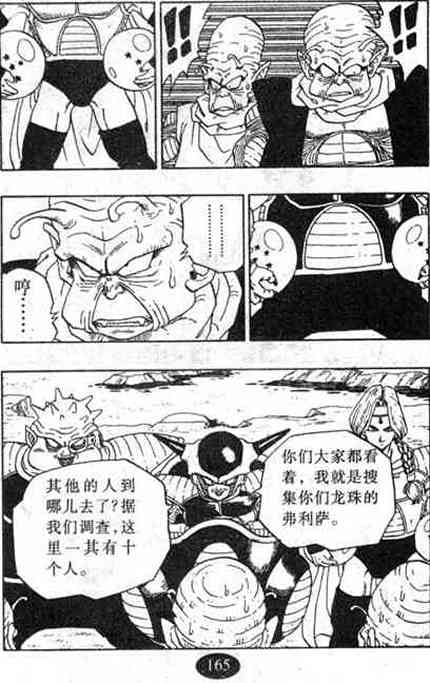 !!
!!
………
哼……
你们大家都看
着，我就是搜
集你们龙珠的
弗利萨。
其他的人到
哪儿去了?据
我们调查,这
里一其有十
个人。
165